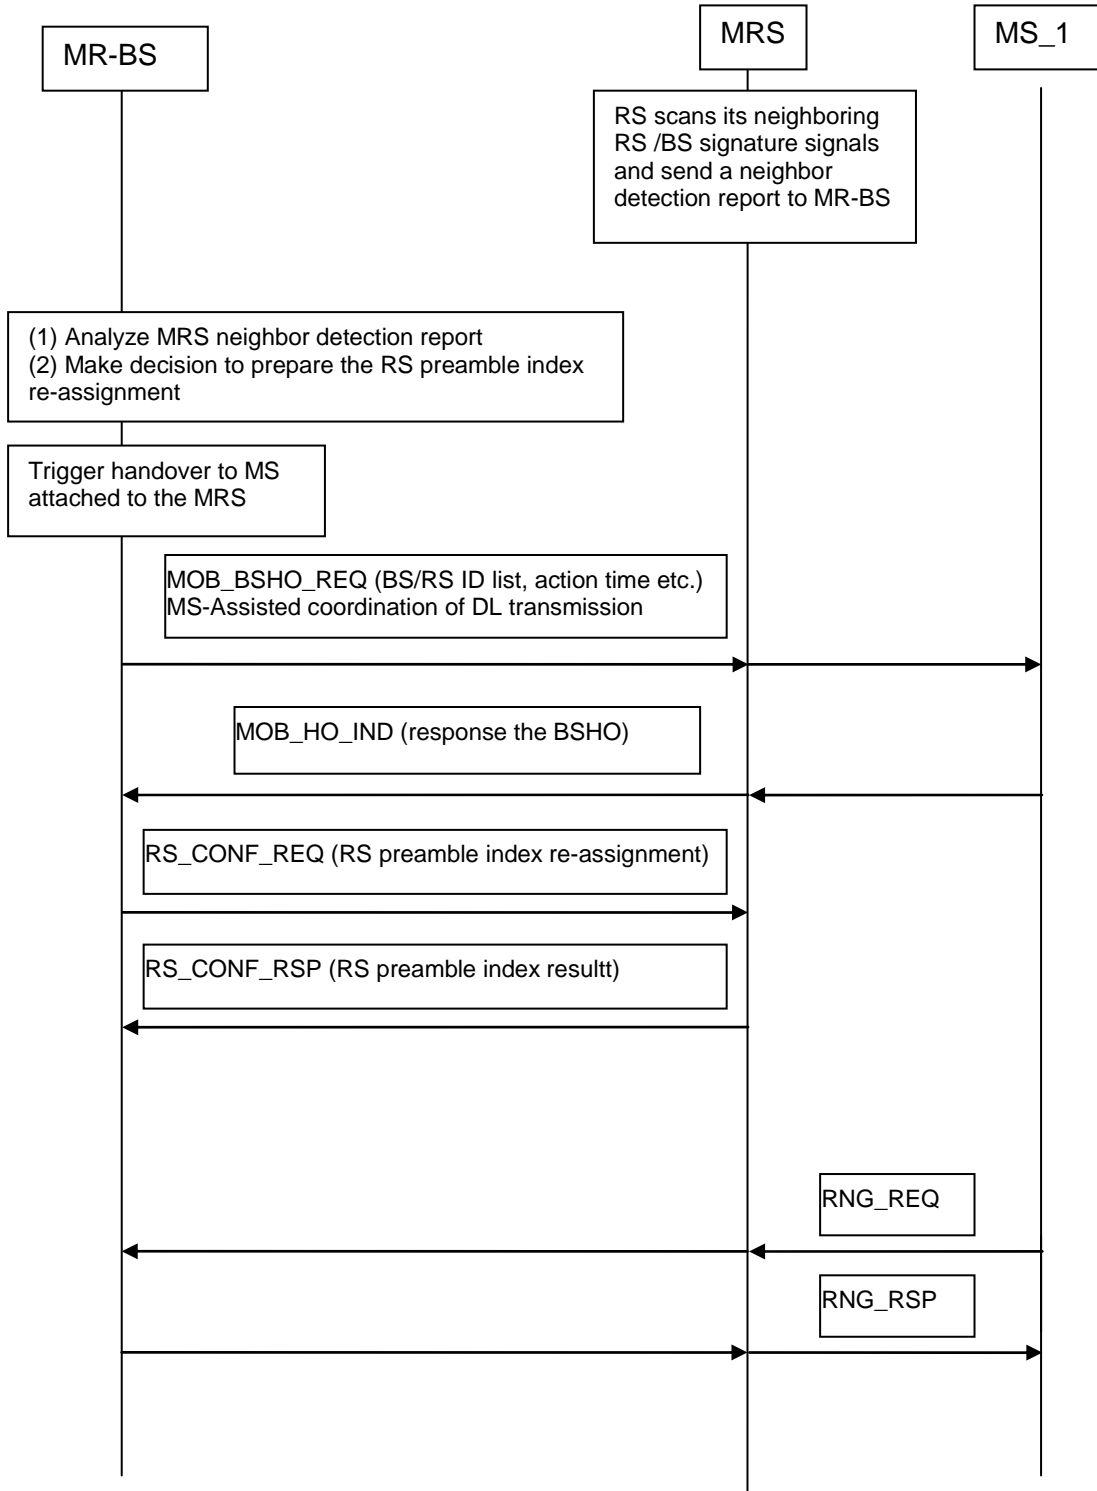 MR-BS
MRS
MS_1
RS scans its neighboring
RS /BS signature signals
and send a neighbor
detection report to MR-BS
(1) Analyze MRS neighbor detection report
(2) Make decision to prepare the RS preamble index
re-assignment
Trigger handover to MS
attached to the MRS
MOB_BSHO_REQ (BS/RS ID list, action time etc.)
MS-Assisted coordination of DL transmission
MOB_HO_IND (response the BSHO)
RS_CONF_REQ (RS preamble index re-assignment)
RS_CONF_RSP (RS preamble index resultt)
RNG_REQ
RNG_RSP